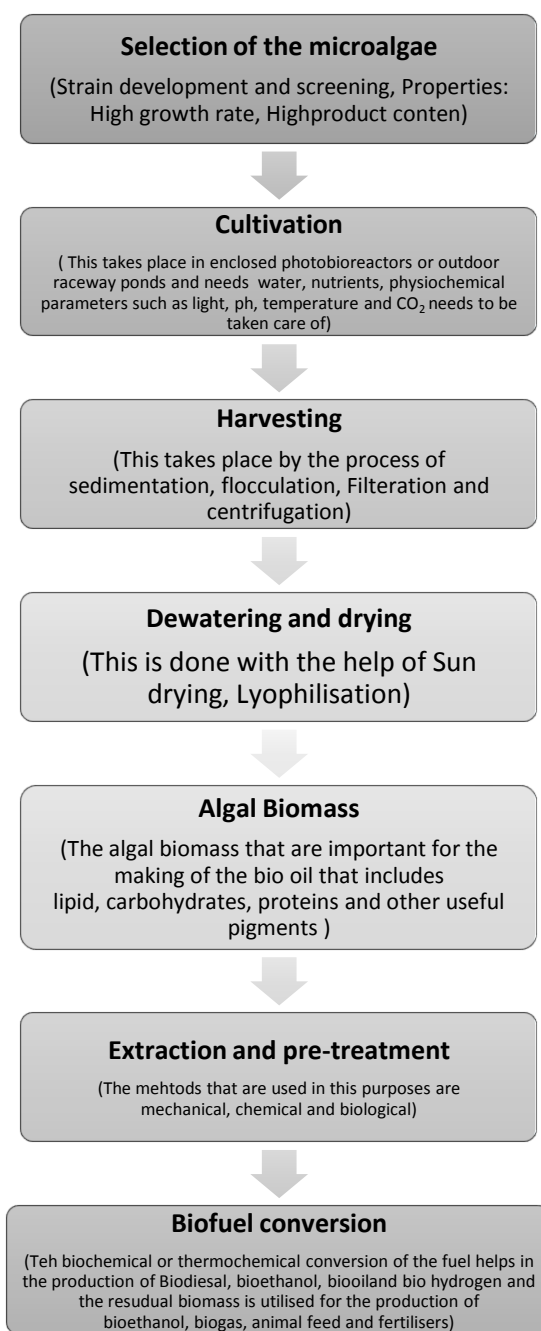 Selection of the microalgae
(Strain development and screening, Properties:
High growth rate, Highproduct conten)
Cultivation
( This takes place in enclosed photobioreactors or outdoor
raceway ponds and needs water, nutrients, physiochemical
parameters such as light, ph, temperature and CO₂ needs to be
taken care of)
Harvesting
(This takes place by the process of
sedimentation, flocculation, Filteration and
centrifugation)
Dewatering and drying
(This is done with the help of Sun
drying, Lyophilisation)
Algal Biomass
(The algal biomass that are important for the
making of the bio oil that includes
lipid, carbohydrates, proteins and other useful
pigments )
Extraction and pre-treatment
(The mehtods that are used in this purposes are
mechanical, chemical and biological)
Biofuel conversion
(Teh biochemical or thermochemical conversion of the fuel helps in
the production of Biodiesal, bioethanol, biooiland bio hydrogen and
the resudual biomass is utilised for the production of
bioethanol, biogas, animal feed and fertilisers)